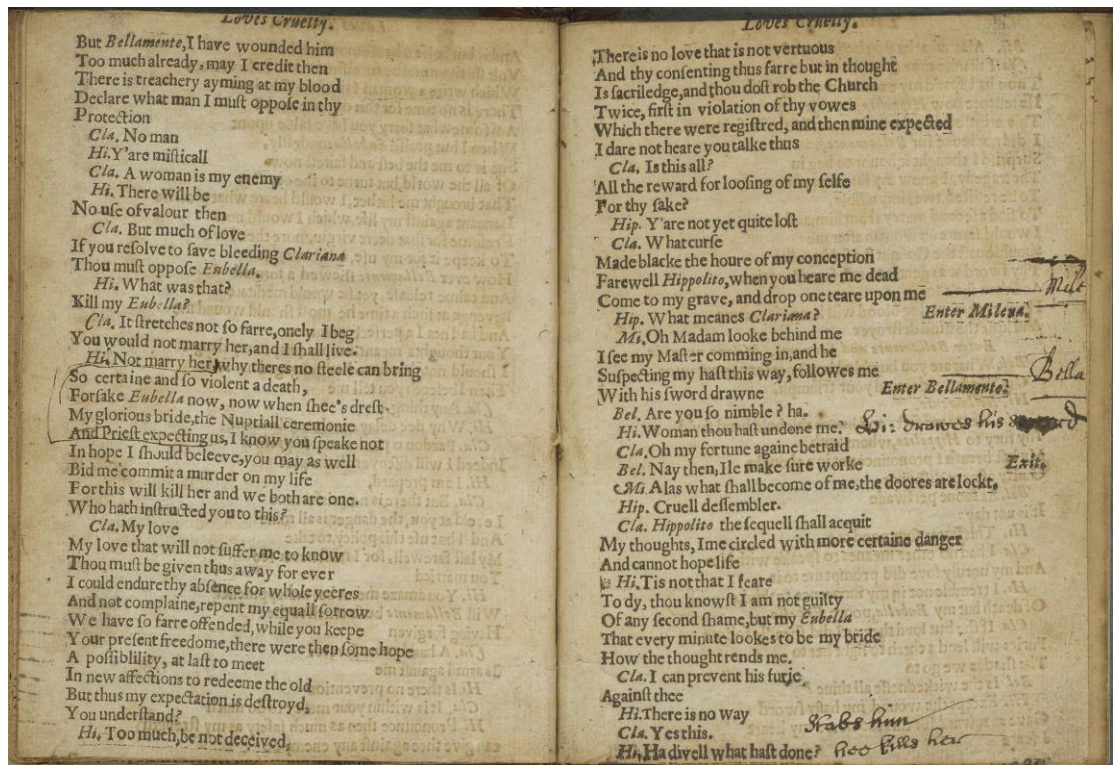 Loves Cruelty.
But Bellamente, I have wounded him
Too much already, may I credit then
There is treachery ayming at my blood
Declare what man I muſt oppoſe in thy
Protection
Cla. No man
Hi. Y'are miſticall
Cla. A woman is my enemy
Hi. There will be
No uſe of valour then
Cla. But much of love
If you reſolve to ſave bleeding Clariana
Thou muſt oppoſe Eubella.
Hi. What was that?
Kill my Eubella?
Cla. It ſtretches not ſo farre, onely I beg
You would not marry her, and I ſhall live.
Hi. Not marry her, why theres no ſteele can bring
So certaine and ſo violent a death,
Forſake Eubella now, now when ſhee's dreſt
My glorious bride, the Nuptiall ceremonie
And Prieſt expecting us, I know you ſpeake not
In hope I ſhould beleeve, you may as well
Bid me commit a murder on my life
For this will kill her and we both are one.
Who hath inſtructed you to this?
Cla. My love
My love that will not ſuffer me to know
Thou muſt be given thus away for ever
I could endure thy abſence for whole yeeres
And not complaine, repent my equall ſorrow
We have ſo farre offended, while you keepe
Your preſent freedome, there were then ſome hope
A poſſiblility, at laſt to meet
In new affections to redeeme the old
But thus my expectation is deſtroyd,
You underſtand?
Hi. Too much, be not deceived,
Loves Cruelty.
There is no love that is not vertuous
And thy conſenting thus farre but in thought
Is ſacriledge, and thou doſt rob the Church
Twice, firſt in violation of thy vowes
Which there were regiſtred, and then mine expected
I dare not heare you talke thus
Cla. Is this all?
All the reward for looſing of my ſelfe
For thy ſake?
Hip. Y'are not yet quite loſt
Cla. What curſe
Made blacke the houre of my conception
Farewell Hippolito, when you heare me dead
Come to my grave, and drop one teare upon me
Hip. What meanes Clariana? Enter Milena.
Mi. Oh Madam looke behind me
I ſee my Maſter comming in, and he
Suſpecting my haſt this way, followes me
With his ſword drawne Enter Bellamente.
Bel. Are you ſo nimble? ha.
Hi. Woman thou haſt undone me. Hi: drawes his sword
Cla. Oh my fortune againe betraid
Bel. Nay then, Ile make ſure worke Exit.
Mi. Alas what ſhall become of me, the doores are lockt.
Hip. Cruell deſſembler.
Cla. Hippolito the ſequell ſhall acquit
My thoughts, Ime circled with more certaine danger
And cannot hope life
Hi. Tis not that I feare
To dy, thou knowſt I am not guilty
Of any ſecond ſhame, but my Eubella
That every minute lookes to be my bride
How the thought rends me.
Cla. I can prevent his furie
Againſt thee
Hi. There is no way
Cla. Yes this. Stabs him
Hi. Ha divell what haſt done? hee kills her
Mile
Bella